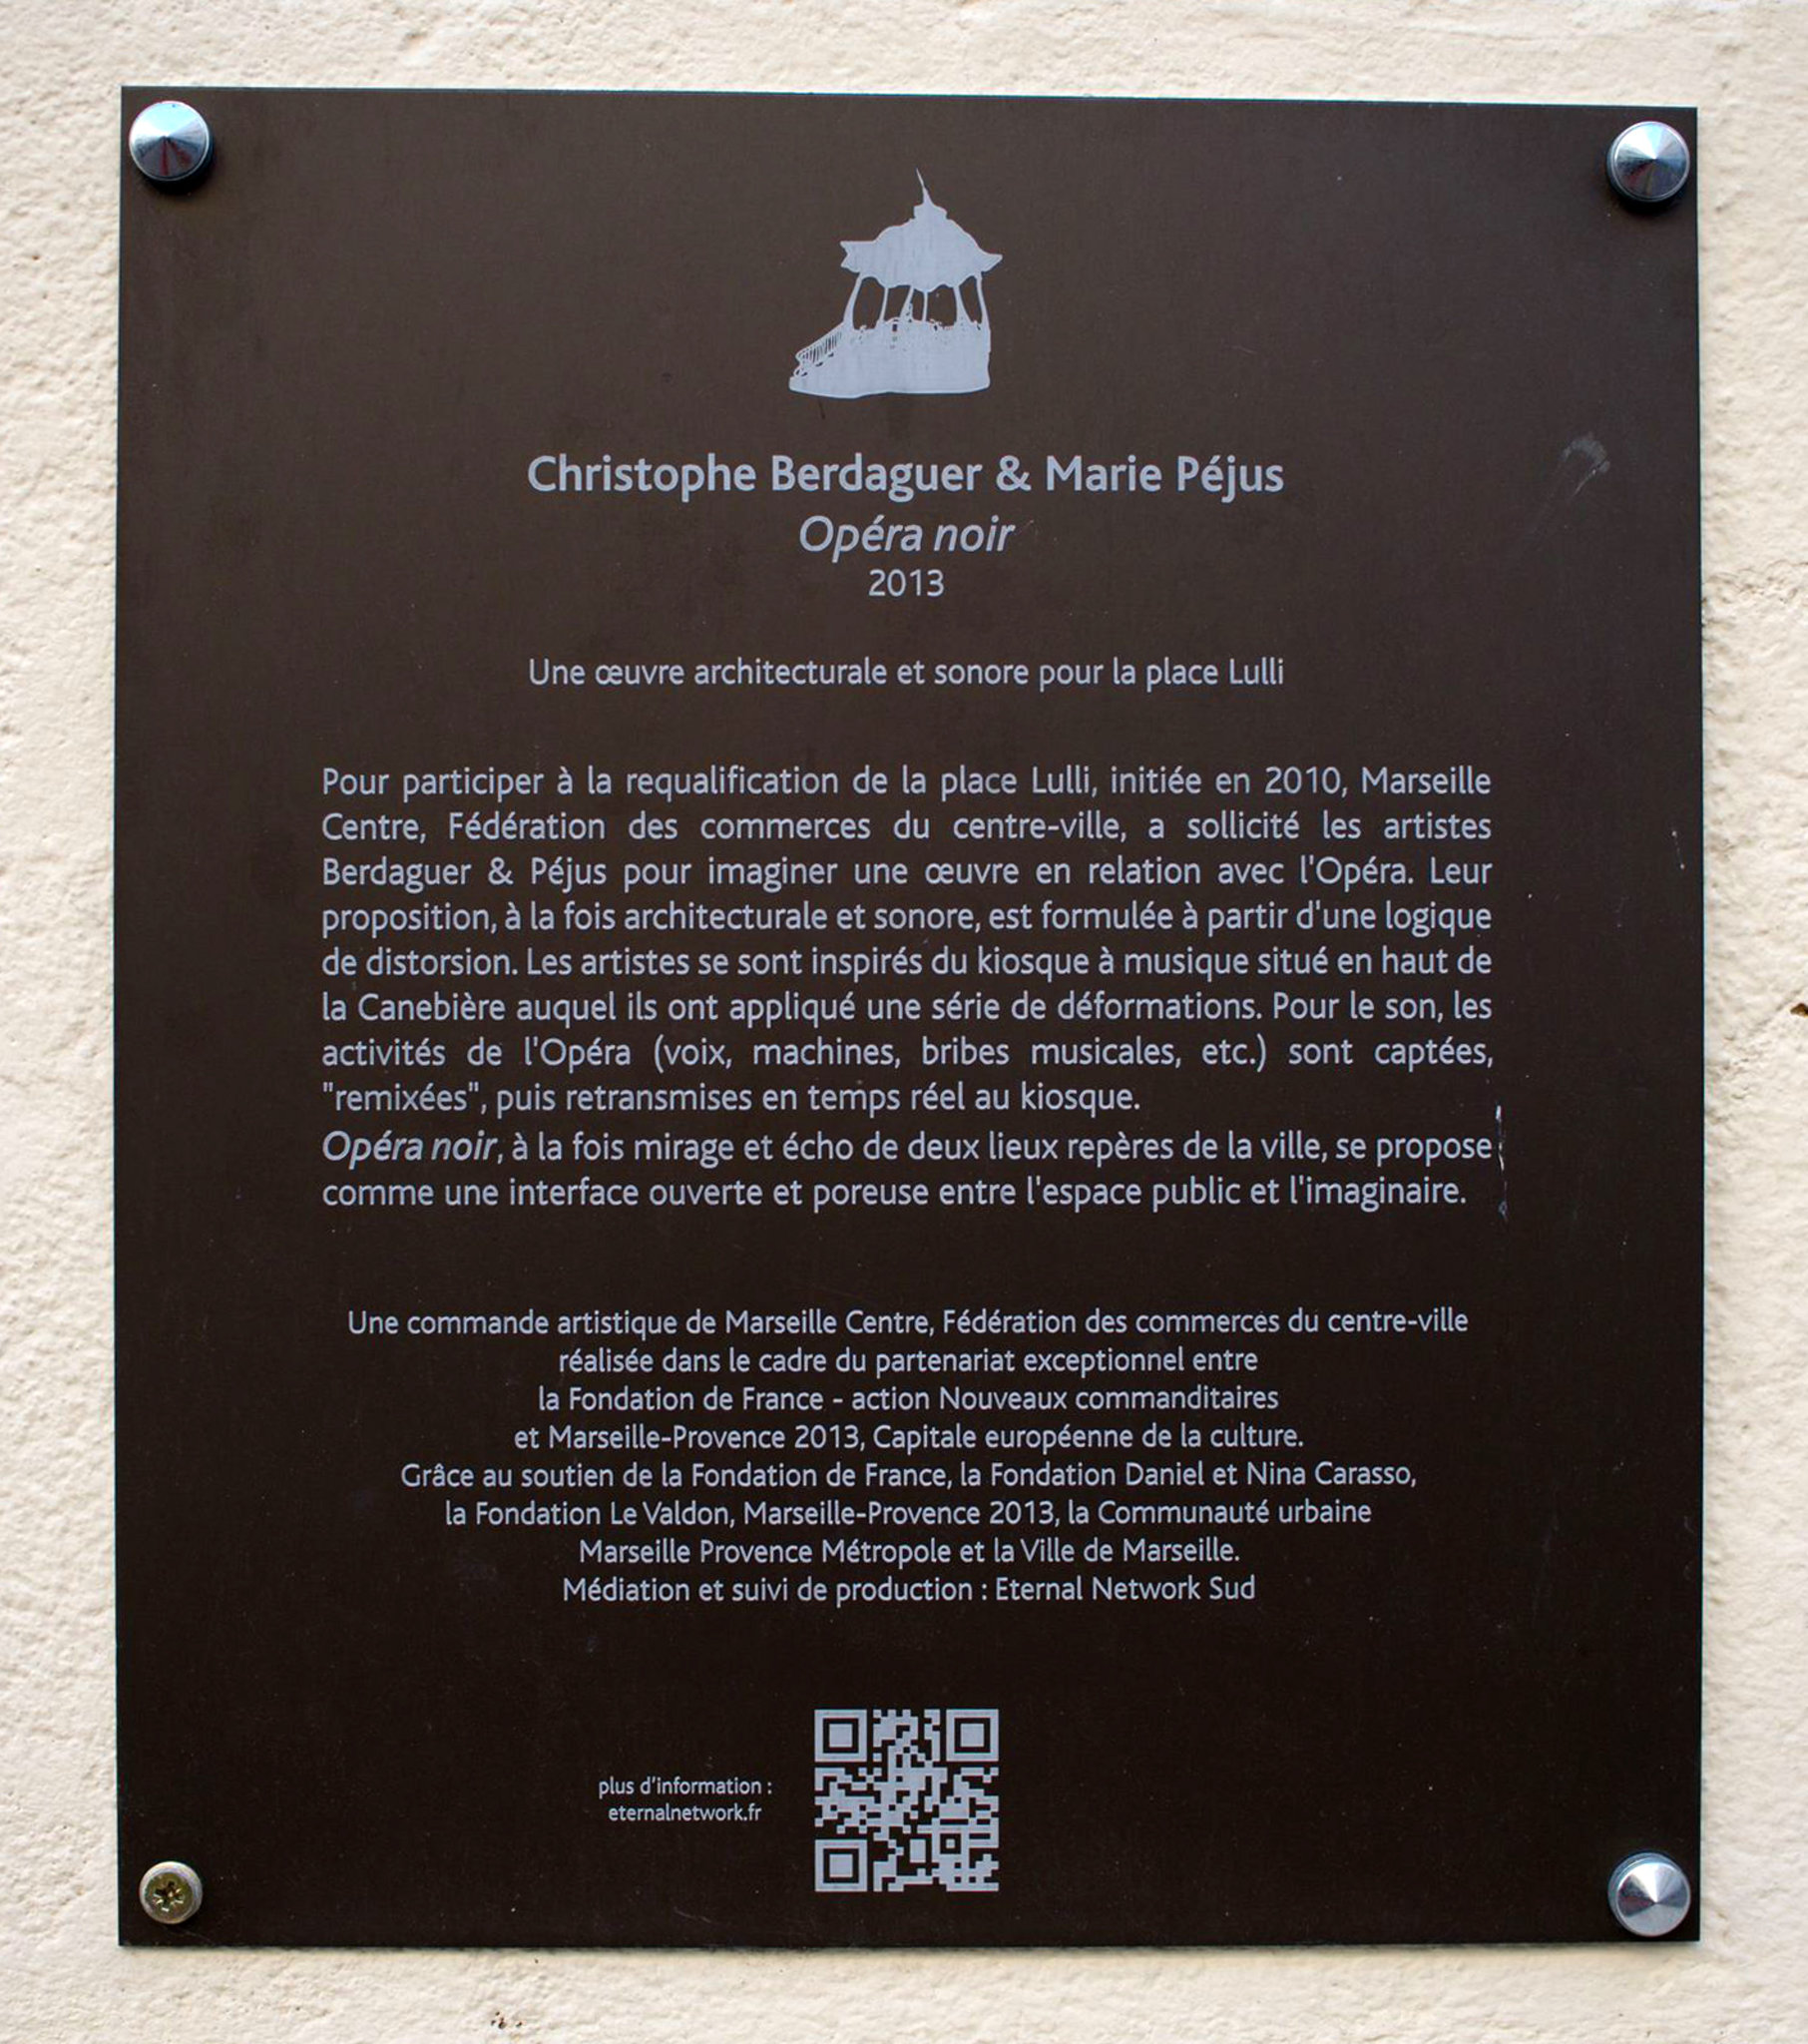 Christophe Berdaguer & Marie Péjus
Opéra noir
2013
Une œuvre architecturale et sonore pour la place Lulli
Pour participer à la requalification de la place Lulli, initiée en 2010, Marseille
Centre, Fédération des commerces du centre-ville, a sollicité les artistes
Berdaguer & Péjus pour imaginer une œuvre en relation avec l'Opéra. Leur
proposition, à la fois architecturale et sonore, est formulée à partir d'une logique
de distorsion. Les artistes se sont inspirés du kiosque à musique situé en haut de
la Canebière auquel ils ont appliqué une série de déformations. Pour le son, les
activités de l'Opéra (voix, machines, bribes musicales, etc.) sont captées,
"remixées", puis retransmises en temps réel au kiosque.
Opéra noir, à la fois mirage et écho de deux lieux repères de la ville, se propose
comme une interface ouverte et poreuse entre l'espace public et l'imaginaire.
Une commande artistique de Marseille Centre, Fédération des commerces du centre-ville
réalisée dans le cadre du partenariat exceptionnel entre
la Fondation de France - action Nouveaux commanditaires
et Marseille-Provence 2013, Capitale européenne de la culture.
Grâce au soutien de la Fondation de France, la Fondation Daniel et Nina Carasso,
la Fondation Le Valdon, Marseille-Provence 2013, la Communauté urbaine
Marseille Provence Métropole et la Ville de Marseille.
Médiation et suivi de production : Eternal Network Sud
plus d'information :
eternalnetwork.fr